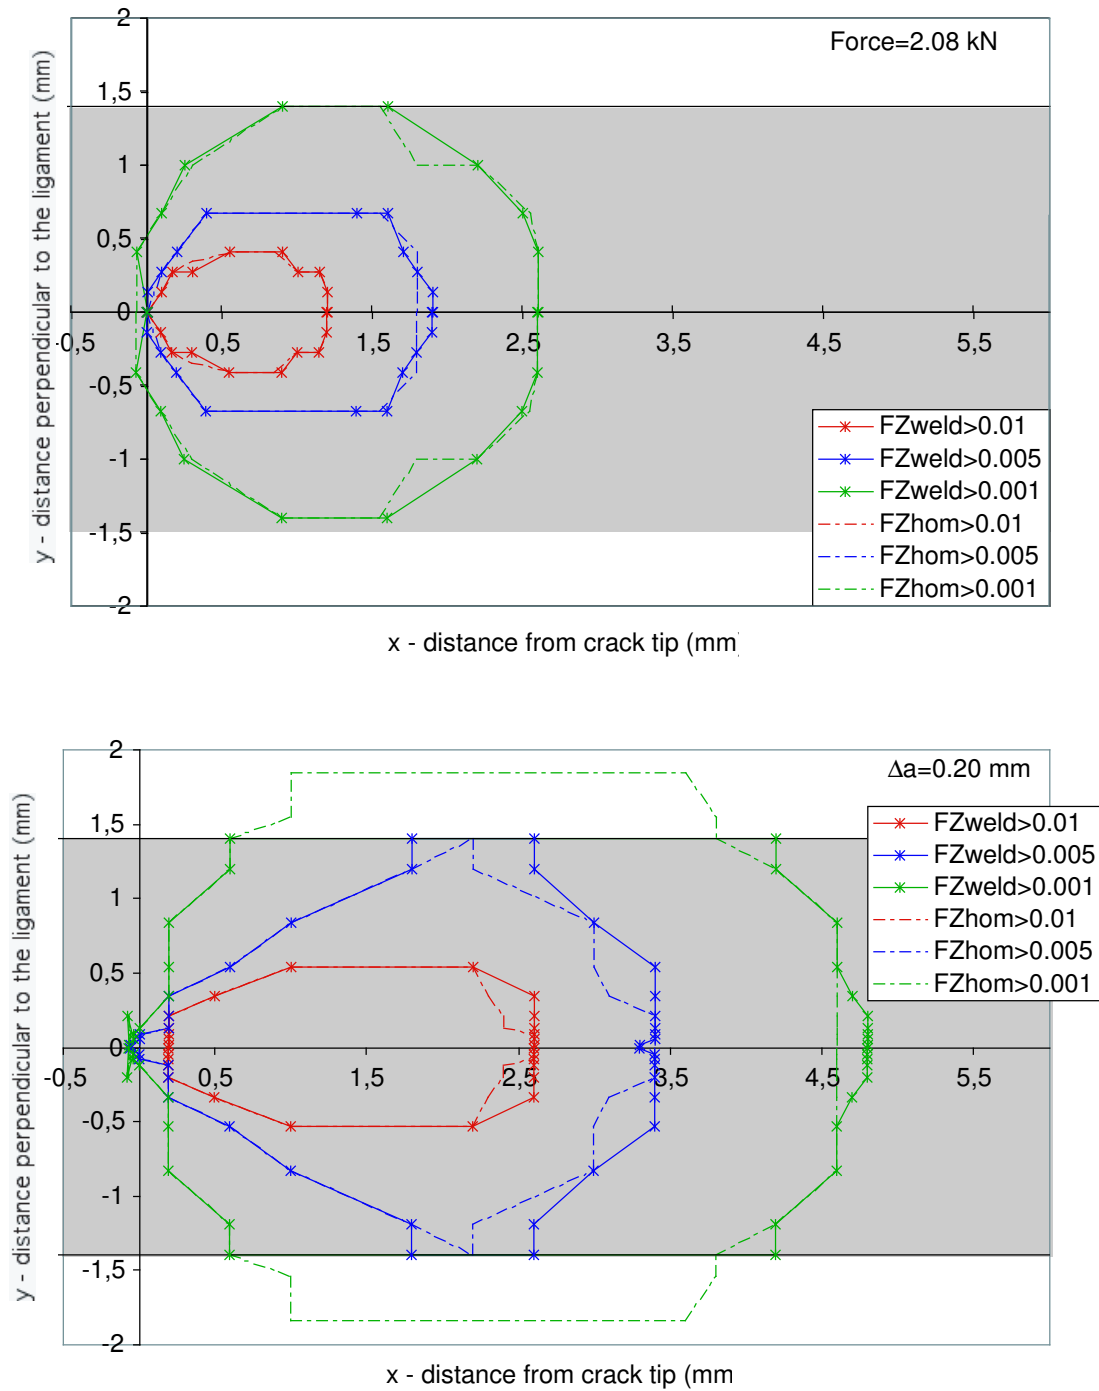 2
Force=2.08 kN
1,5
1
0,5
0
-0,5
0,5
1,5
2,5
3,5
4,5
5,5
-0,5
-1
-1,5
-2
y - distance perpendicular to the ligament (mm)
FZweld>0.01
FZweld>0.005
FZweld>0.001
FZhom>0.01
FZhom>0.005
FZhom>0.001
x - distance from crack tip (mm)
2
Δa=0.20 mm
1,5
1
0,5
0
-0,5
0,5
1,5
2,5
3,5
4,5
5,5
-0,5
-1
-1,5
-2
y - distance perpendicular to the ligament (mm)
FZweld>0.01
FZweld>0.005
FZweld>0.001
FZhom>0.01
FZhom>0.005
FZhom>0.001
x - distance from crack tip (mm